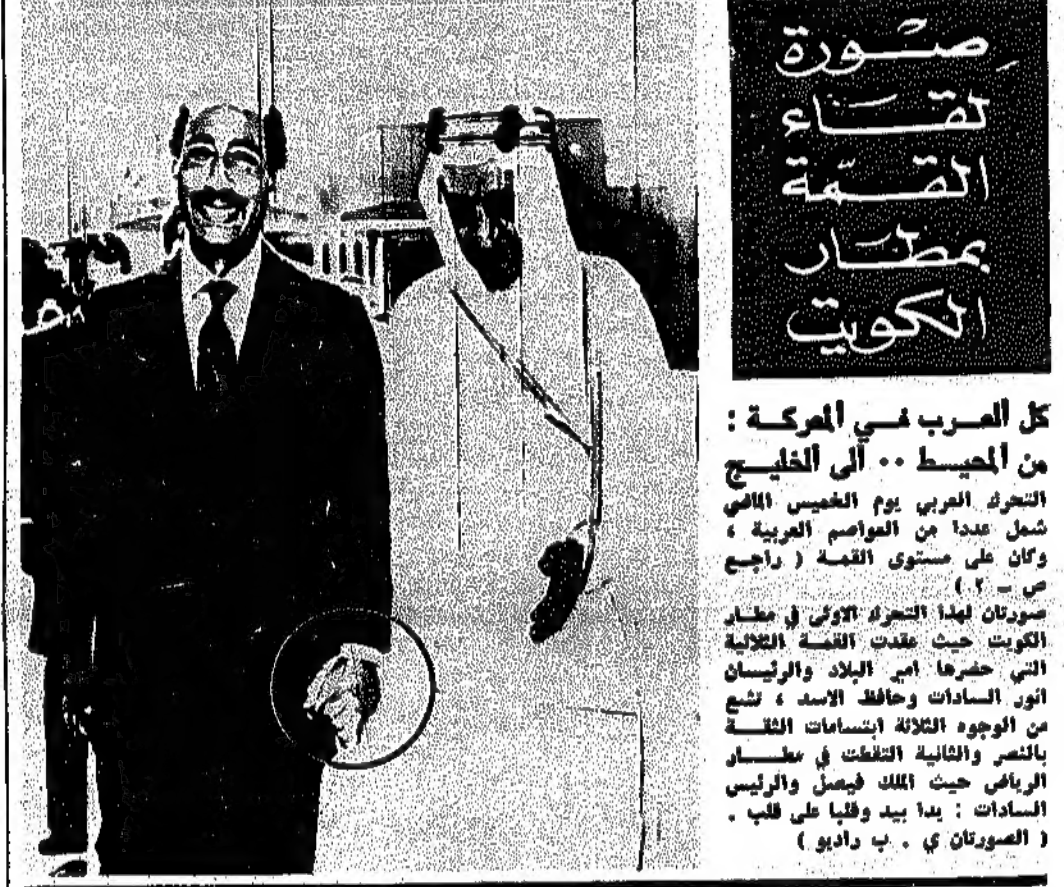 صورة
لقاء
القمّة
بمطار
الكويت
كل العرب في المعركة :
من المحيط ٠٠ الى الخليج
التحرك العربي يوم الخميس الماضي
شمل عددا من العواصم العربية ،
وكان على مستوى القمة ( راجع
ص ـ ٢ )
صورتان لهذا التحرك الاولى في مطار
الكويت حيث عقدت القمة الثلاثية
التي حضرها امير البلاد والرئيسان
انور السادات وحافظ الاسد ، تشع
من الوجوه الثلاثة ابتسامات الثقة
بالنصر والثانية التقطت في مطار
الرياض حيث الملك فيصل والرئيس
السادات : يدا بيد وقلبا على قلب .
( الصورتان ي . ب راديو )